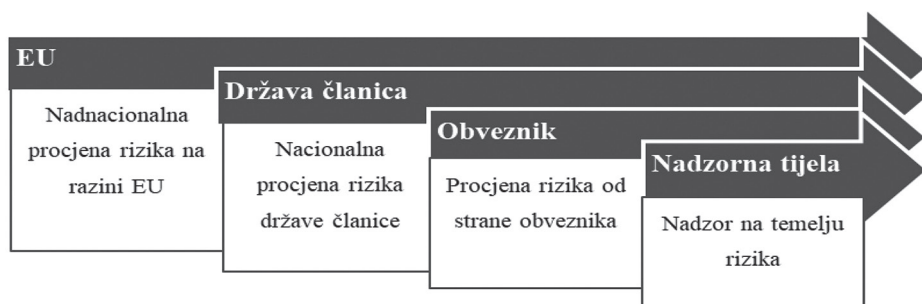 EU
Nadnacionalna
procjena rizika na
razini EU
Država članica
Nacionalna
procjena rizika
države članice
Obveznik
Procjena rizika od
strane obveznika
Nadzorna tijela
Nadzor na temelju
rizika